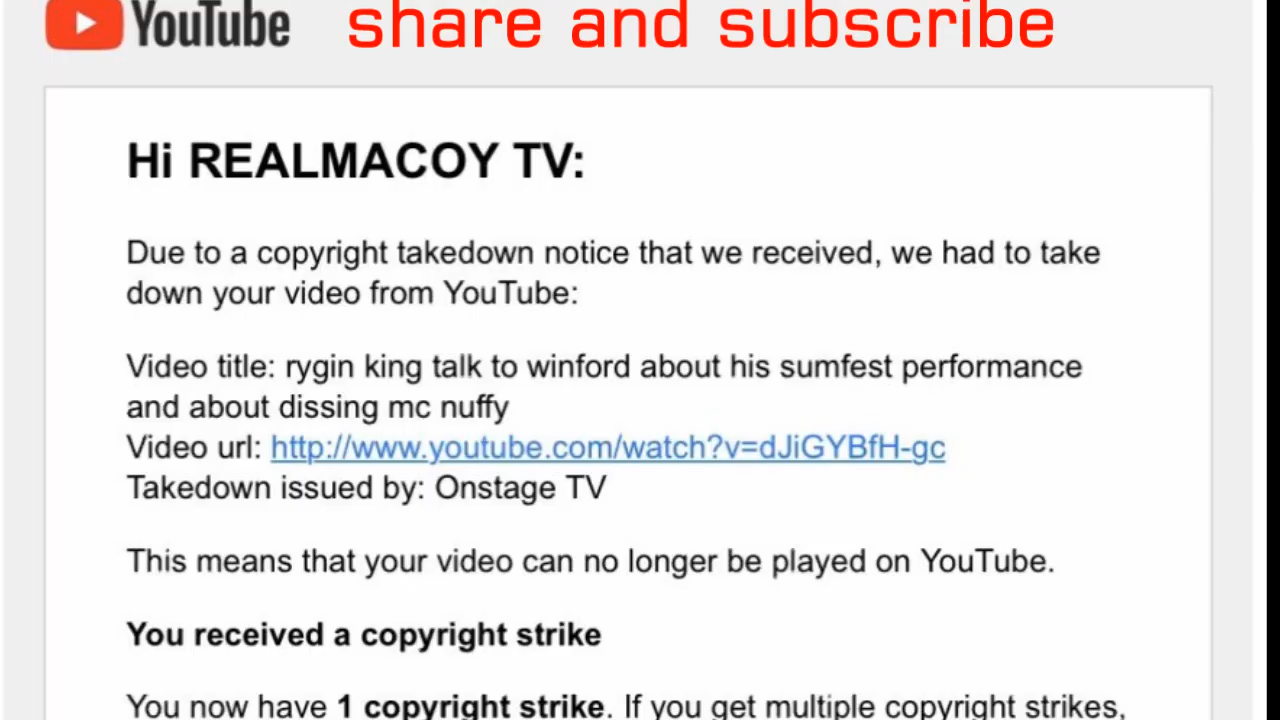 YouTube share and subscribe
Hi REALMACOY TV:
Due to a copyright takedown notice that we received, we had to take
down your video from YouTube:
Video title: rygin king talk to winford about his sumfest performance
and about dissing mc nuffy
Video url: http://www.youtube.com/watch?v=dJiGYBfH-gc
Takedown issued by: Onstage TV
This means that your video can no longer be played on YouTube.
You received a copyright strike
You now have 1 copyright strike. If you get multiple copyright strikes,